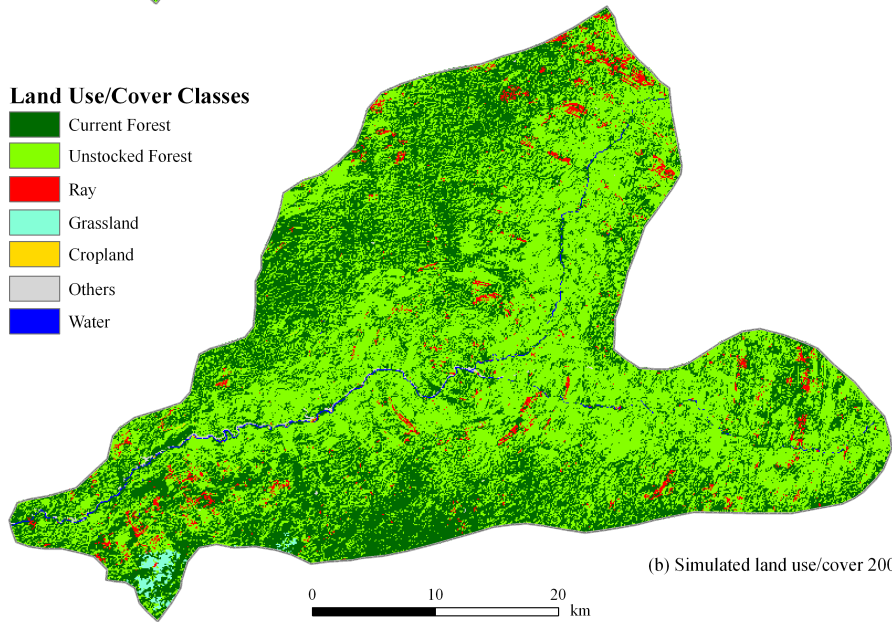 Land Use/Cover Classes
Current Forest
Unstocked Forest
Ray
Grassland
Cropland
Others
Water
(b) Simulated land use/cover 200
0 10 20
km